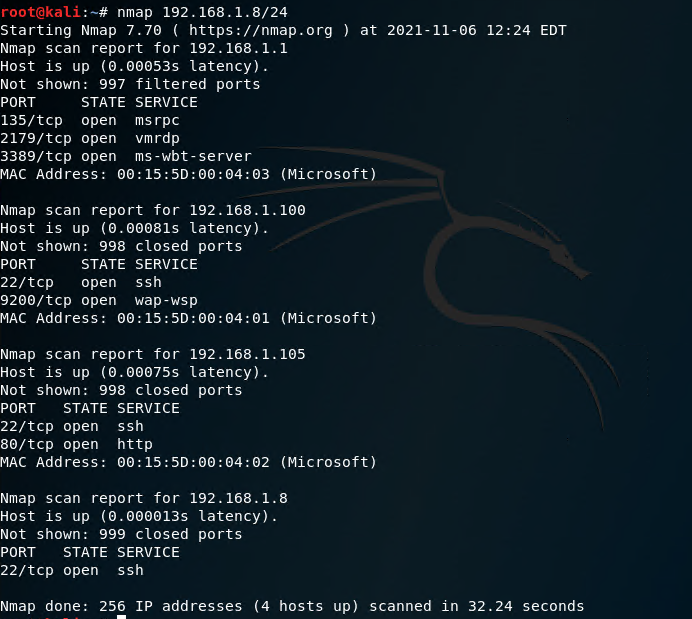 root@kali:~# nmap 192.168.1.8/24
Starting Nmap 7.70 ( https://nmap.org ) at 2021-11-06 12:24 EDT
Nmap scan report for 192.168.1.1
Host is up (0.00053s latency).
Not shown: 997 filtered ports
PORT     STATE SERVICE
135/tcp  open  msrpc
2179/tcp open  vmrdp
3389/tcp open  ms-wbt-server
MAC Address: 00:15:5D:00:04:03 (Microsoft)

Nmap scan report for 192.168.1.100
Host is up (0.00081s latency).
Not shown: 998 closed ports
PORT     STATE SERVICE
22/tcp   open  ssh
9200/tcp open  wap-wsp
MAC Address: 00:15:5D:00:04:01 (Microsoft)

Nmap scan report for 192.168.1.105
Host is up (0.00075s latency).
Not shown: 998 closed ports
PORT   STATE SERVICE
22/tcp open  ssh
80/tcp open  http
MAC Address: 00:15:5D:00:04:02 (Microsoft)

Nmap scan report for 192.168.1.8
Host is up (0.000013s latency).
Not shown: 999 closed ports
PORT   STATE SERVICE
22/tcp open  ssh

Nmap done: 256 IP addresses (4 hosts up) scanned in 32.24 seconds